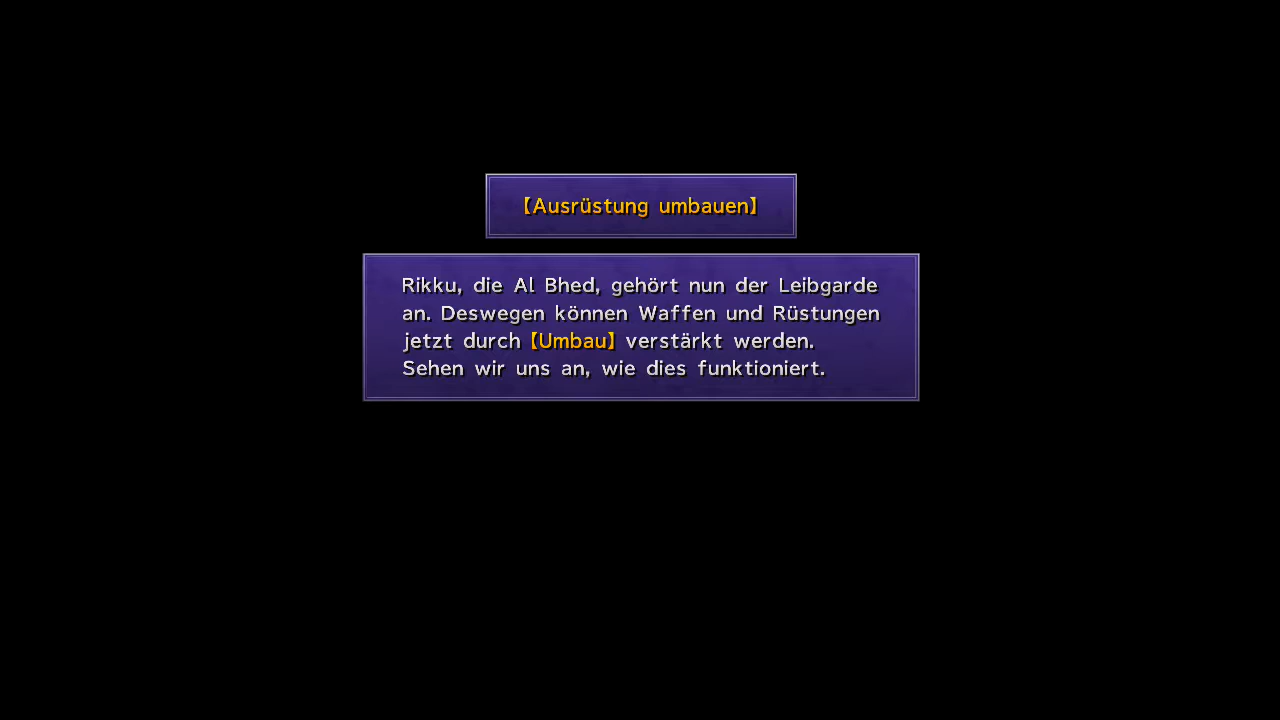 【Ausrüstung umbauen】
Rikku, die Al Bhed, gehört nun der Leibgarde
an. Deswegen können Waffen und Rüstungen
jetzt durch【Umbau】verstärkt werden.
Sehen wir uns an, wie dies funktioniert.